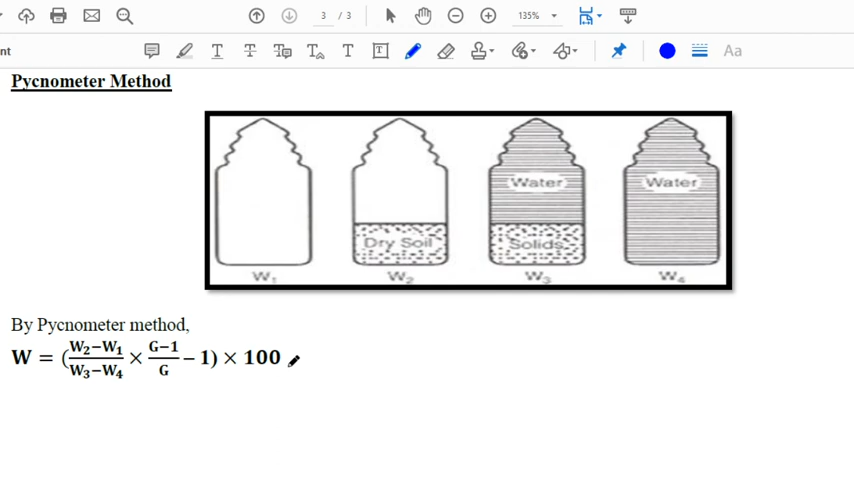 3 / 3
135%
nt
T T T T T Aa
Pycnometer Method
Water Water
Dry Soil Solids
W₁ W₂ W₃ W₄
By Pycnometer method,
W = (W₂−W₁/W₃−W₄ × G−1/G − 1) × 100